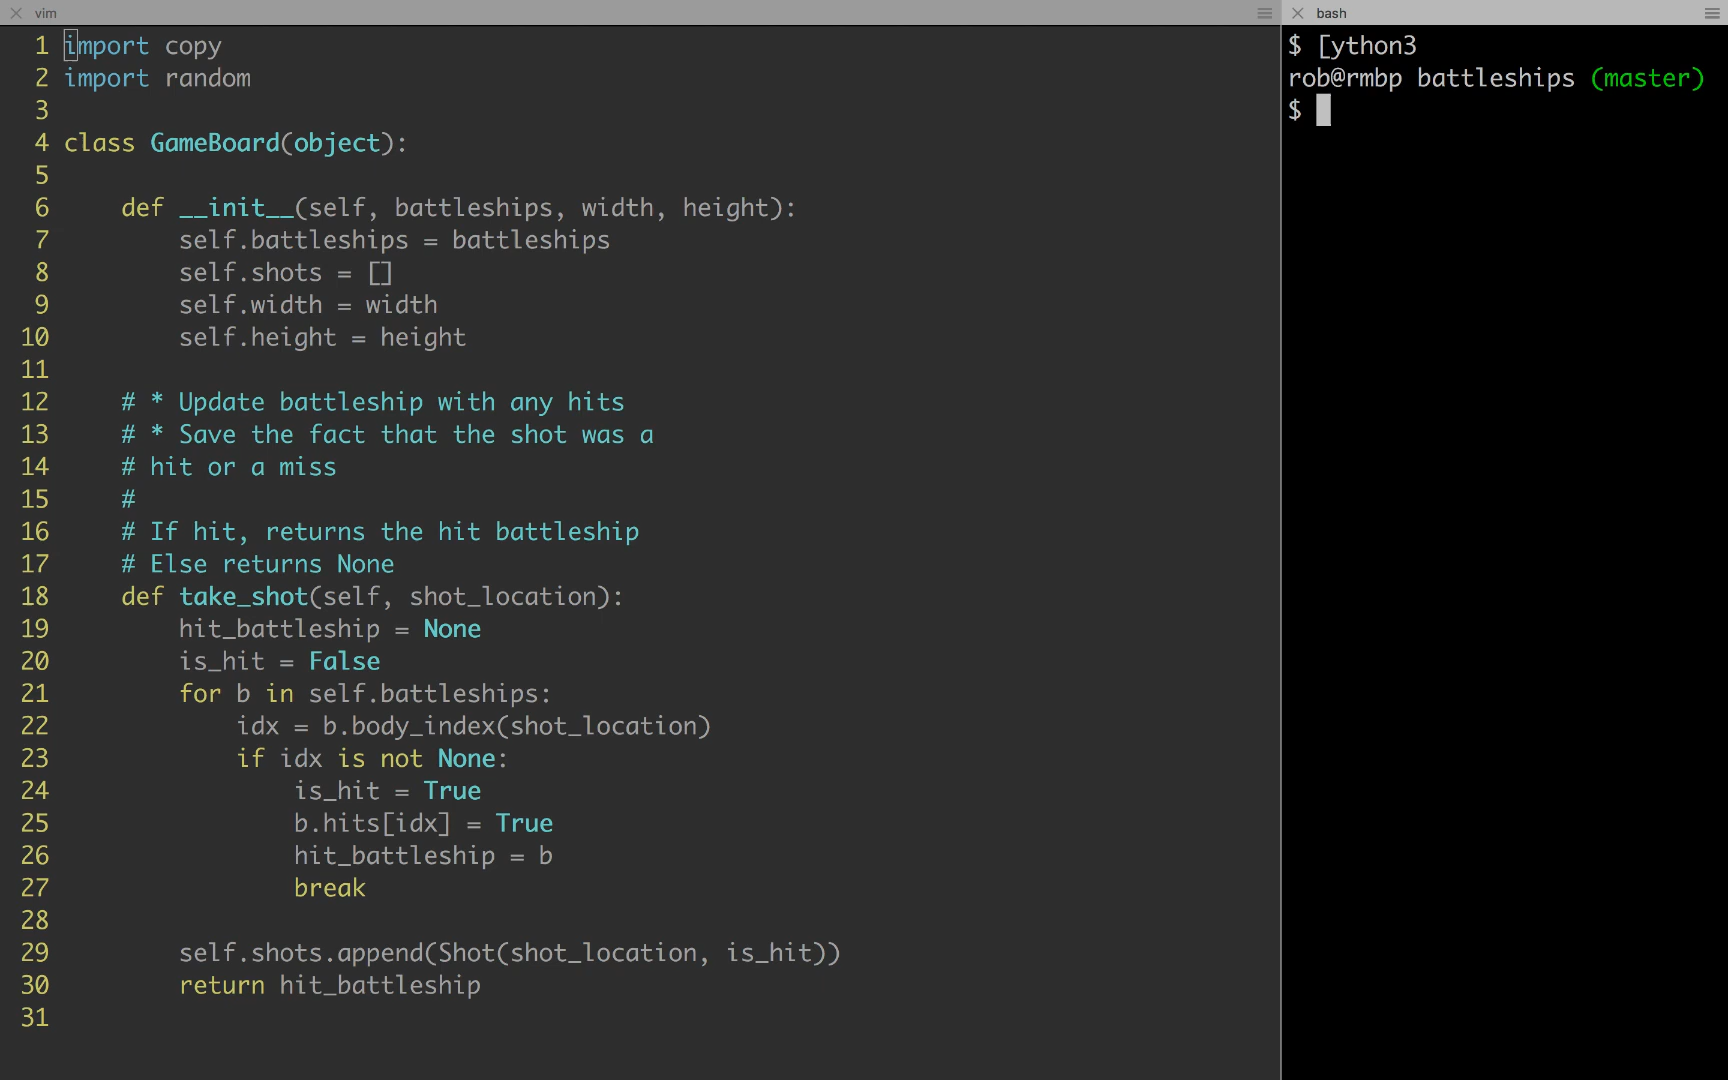 vim
1 import copy
2 import random
3
4 class GameBoard(object):
5
6     def __init__(self, battleships, width, height):
7         self.battleships = battleships
8         self.shots = []
9         self.width = width
10         self.height = height
11
12     # * Update battleship with any hits
13     # * Save the fact that the shot was a
14     # hit or a miss
15     #
16     # If hit, returns the hit battleship
17     # Else returns None
18     def take_shot(self, shot_location):
19         hit_battleship = None
20         is_hit = False
21         for b in self.battleships:
22             idx = b.body_index(shot_location)
23             if idx is not None:
24                 is_hit = True
25                 b.hits[idx] = True
26                 hit_battleship = b
27                 break
28
29         self.shots.append(Shot(shot_location, is_hit))
30         return hit_battleship
31
bash
$ [ython3
rob@rmbp battleships (master)
$